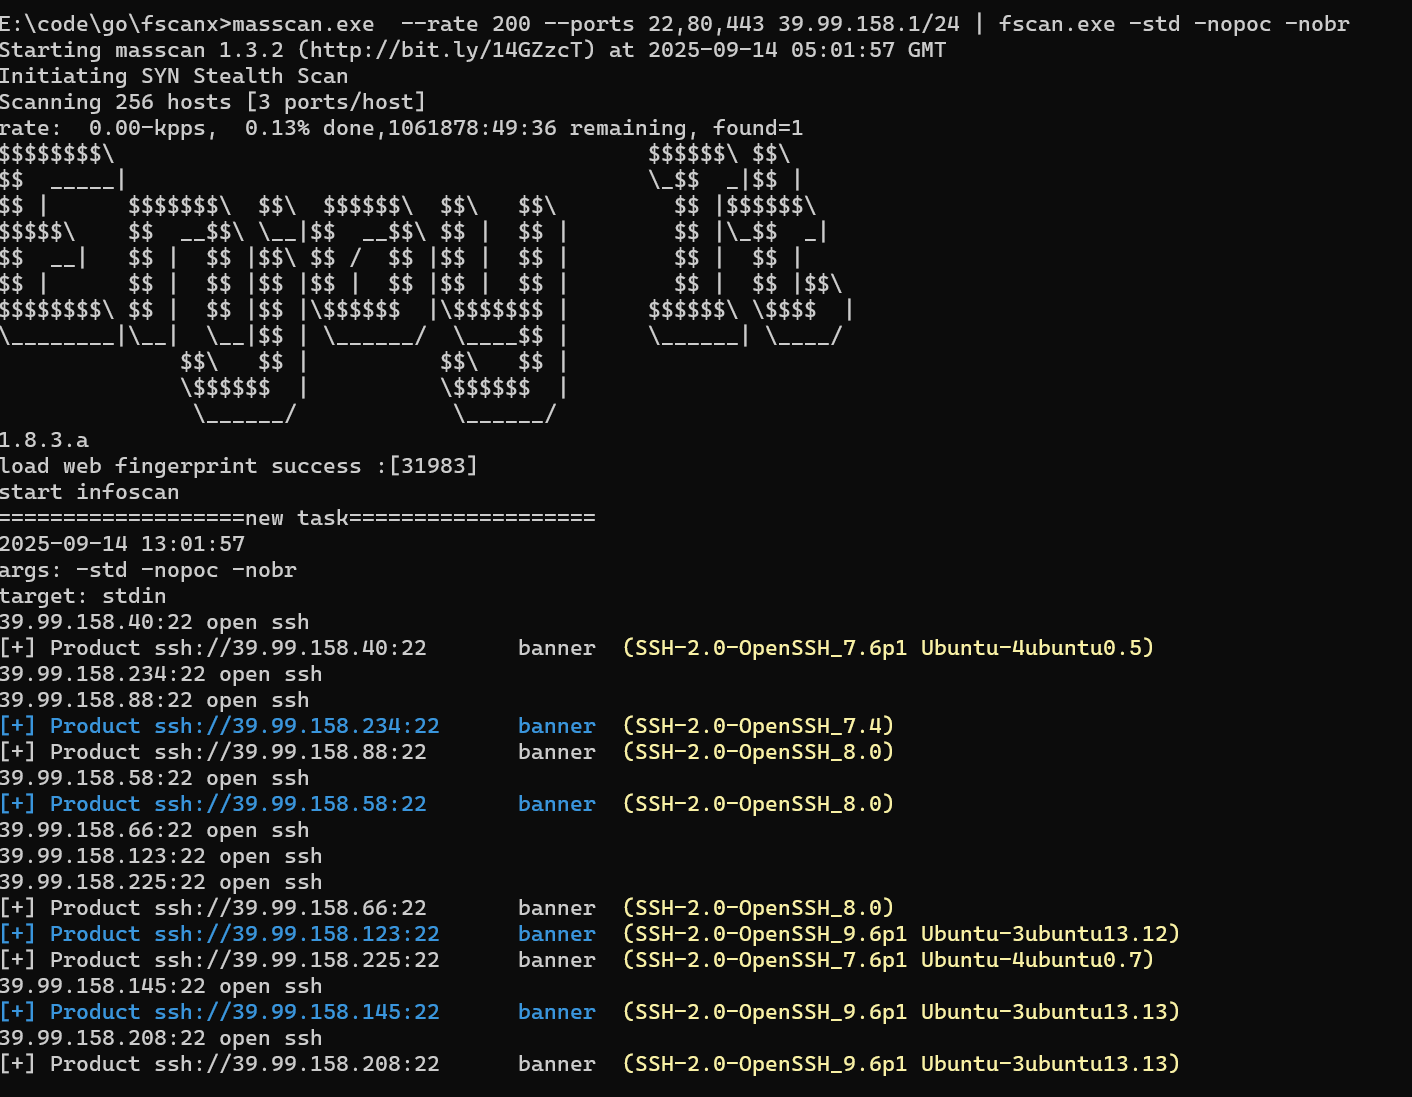 E:\code\go\fscanx>masscan.exe  --rate 200 --ports 22,80,443 39.99.158.1/24 | fscan.exe -std -nopoc -nobr
Starting masscan 1.3.2 (http://bit.ly/14GZzcT) at 2025-09-14 05:01:57 GMT
Initiating SYN Stealth Scan
Scanning 256 hosts [3 ports/host]
rate:  0.00-kpps,  0.13% done,1061878:49:36 remaining, found=1
$$$$$$$$\                                         $$$$$$\ $$\
$$  _____|                                        \_$$  _|$$ |
$$ |      $$$$$$$\  $$\  $$$$$$\  $$\   $$\         $$ |$$$$$$\
$$$$$\    $$  __$$\ \__|$$  __$$\ $$ |  $$ |        $$ |\_$$  _|
$$  __|   $$ |  $$ |$$\ $$ /  $$ |$$ |  $$ |        $$ |  $$ |
$$ |      $$ |  $$ |$$ |$$ |  $$ |$$ |  $$ |        $$ |  $$ |$$\
$$$$$$$$\ $$ |  $$ |$$ |\$$$$$$  |\$$$$$$$ |      $$$$$$\ \$$$$  |
\________|\__|  \__|$$ | \______/  \____$$ |      \______| \____/
              $$\   $$ |          $$\   $$ |
              \$$$$$$  |          \$$$$$$  |
               \______/            \______/
1.8.3.a
load web fingerprint success :[31983]
start infoscan
===================new task===================
2025-09-14 13:01:57
args: -std -nopoc -nobr
target: stdin
39.99.158.40:22 open ssh
[+] Product ssh://39.99.158.40:22       banner  (SSH-2.0-OpenSSH_7.6p1 Ubuntu-4ubuntu0.5)
39.99.158.234:22 open ssh
39.99.158.88:22 open ssh
[+] Product ssh://39.99.158.234:22      banner  (SSH-2.0-OpenSSH_7.4)
[+] Product ssh://39.99.158.88:22       banner  (SSH-2.0-OpenSSH_8.0)
39.99.158.58:22 open ssh
[+] Product ssh://39.99.158.58:22       banner  (SSH-2.0-OpenSSH_8.0)
39.99.158.66:22 open ssh
39.99.158.123:22 open ssh
39.99.158.225:22 open ssh
[+] Product ssh://39.99.158.66:22       banner  (SSH-2.0-OpenSSH_8.0)
[+] Product ssh://39.99.158.123:22      banner  (SSH-2.0-OpenSSH_9.6p1 Ubuntu-3ubuntu13.12)
[+] Product ssh://39.99.158.225:22      banner  (SSH-2.0-OpenSSH_7.6p1 Ubuntu-4ubuntu0.7)
39.99.158.145:22 open ssh
[+] Product ssh://39.99.158.145:22      banner  (SSH-2.0-OpenSSH_9.6p1 Ubuntu-3ubuntu13.13)
39.99.158.208:22 open ssh
[+] Product ssh://39.99.158.208:22      banner  (SSH-2.0-OpenSSH_9.6p1 Ubuntu-3ubuntu13.13)